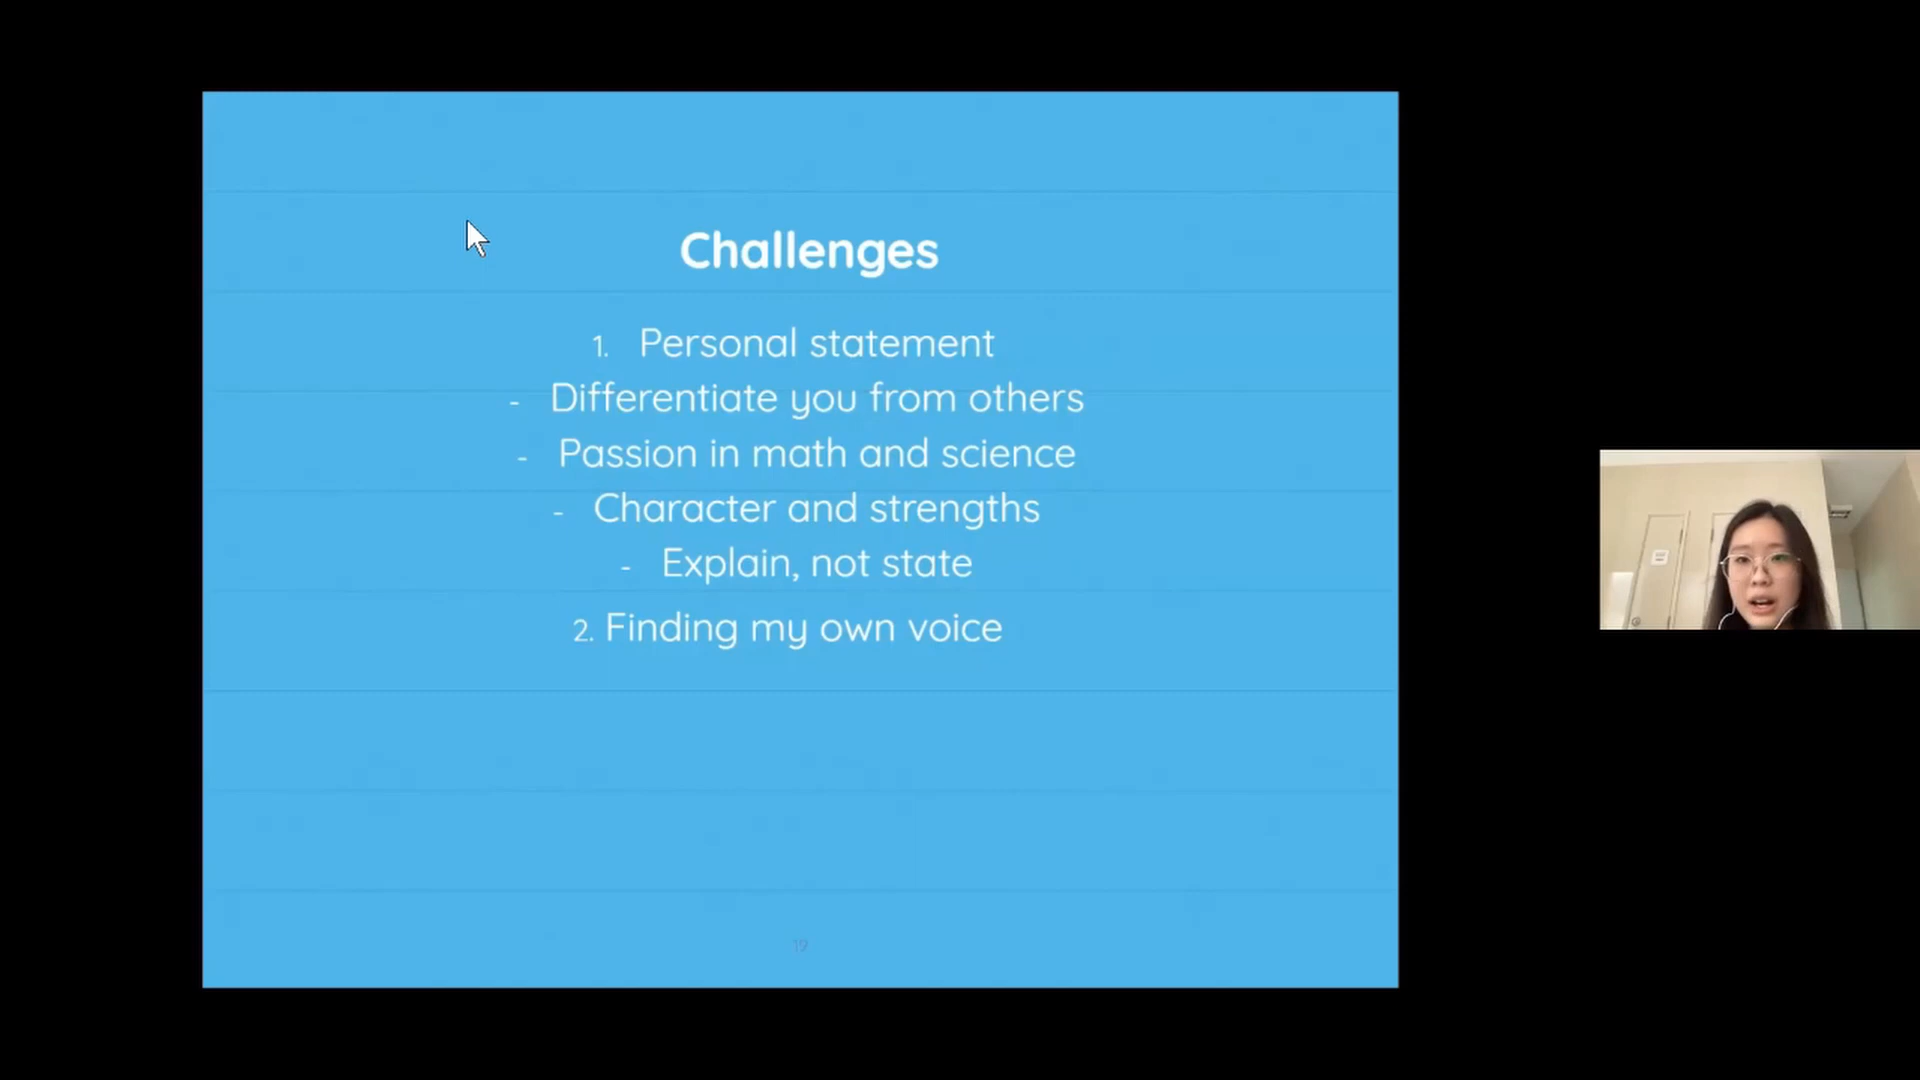 Challenges
1. Personal statement
- Differentiate you from others
- Passion in math and science
- Character and strengths
- Explain, not state
2. Finding my own voice
19